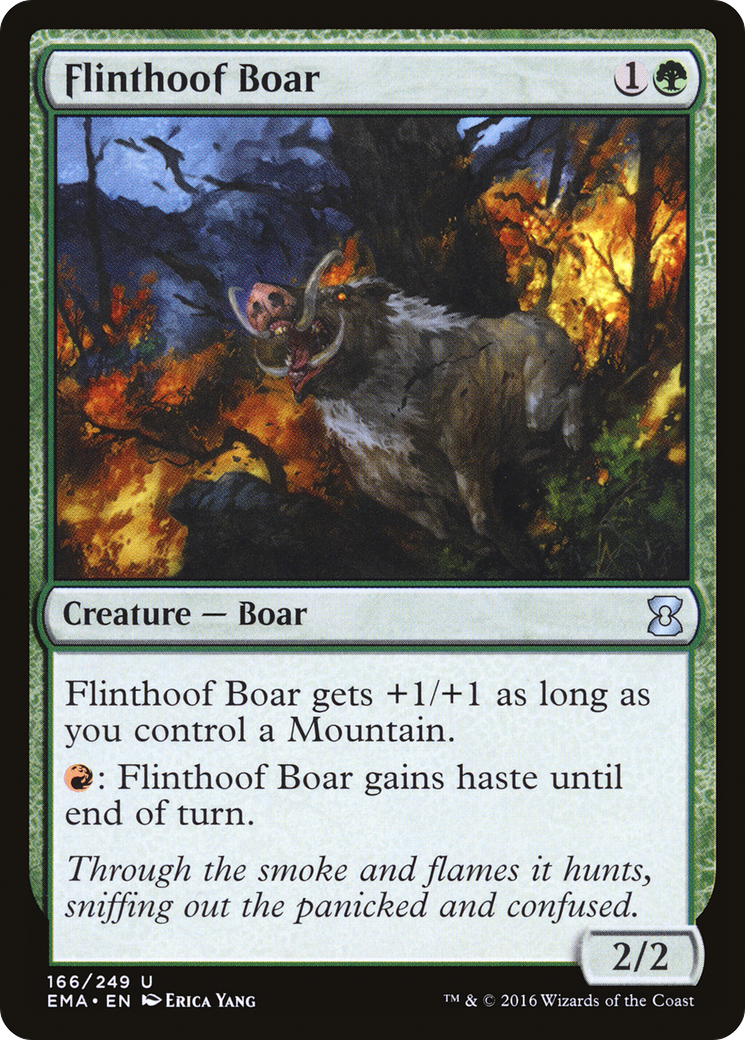 Flinthoof Boar 1
Creature — Boar
Flinthoof Boar gets +1/+1 as long as
you control a Mountain.
: Flinthoof Boar gains haste until
end of turn.
Through the smoke and flames it hunts,
sniffing out the panicked and confused.
2/2
166/249 U
EMA • EN Erica Yang
™ & © 2016 Wizards of the Coast